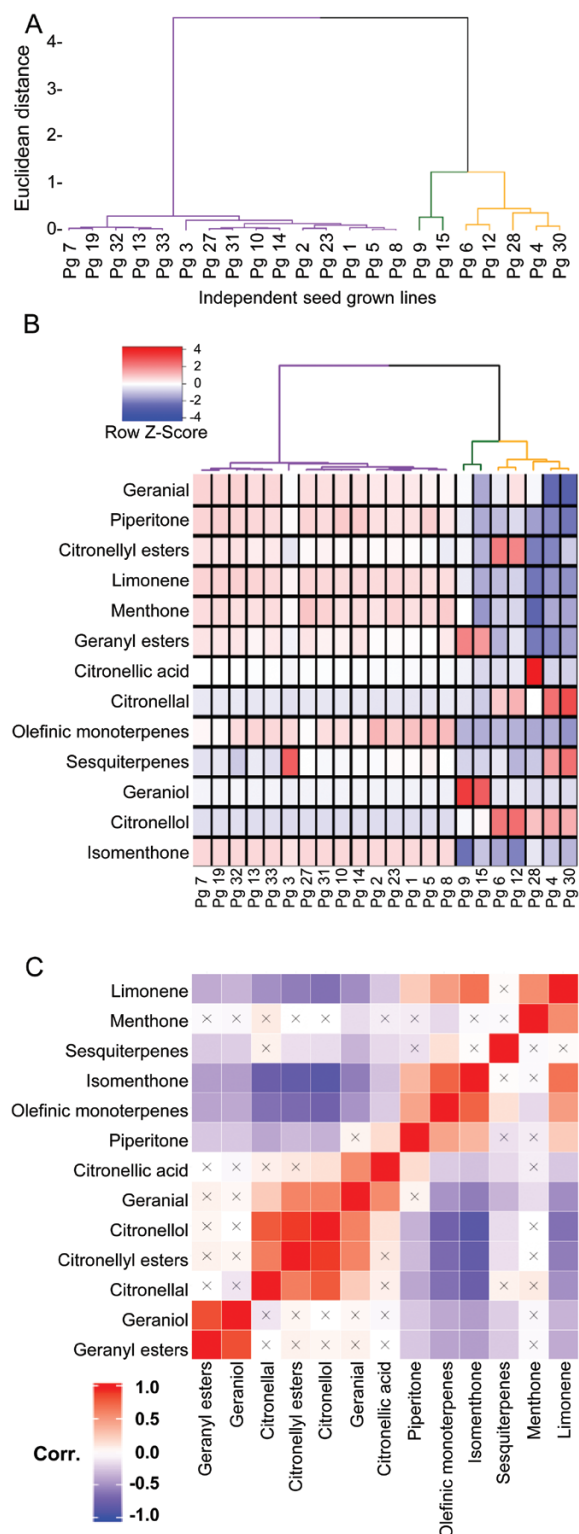 A
Euclidean distance
4-
3-
2-
1-
0-
Pg 7 Pg 19 Pg 32 Pg 13 Pg 33 Pg 3 Pg 27 Pg 31 Pg 10 Pg 14 Pg 2 Pg 23 Pg 1 Pg 5 Pg 8 Pg 9 Pg 15 Pg 6 Pg 12 Pg 28 Pg 4 Pg 30
Independent seed grown lines
B
4
2
0
-2
-4
Row Z-Score
Geranial
Piperitone
Citronellyl esters
Limonene
Menthone
Geranyl esters
Citronellic acid
Citronellal
Olefinic monoterpenes
Sesquiterpenes
Geraniol
Citronellol
Isomenthone
Pg 7 Pg 19 Pg 32 Pg 13 Pg 33 Pg 3 Pg 27 Pg 31 Pg 10 Pg 14 Pg 2 Pg 23 Pg 1 Pg 5 Pg 8 Pg 9 Pg 15 Pg 6 Pg 12 Pg 28 Pg 4 Pg 30
C
Limonene
Menthone
Sesquiterpenes
Isomenthone
Olefinic monoterpenes
Piperitone
Citronellic acid
Geranial
Citronellol
Citronellyl esters
Citronellal
Geraniol
Geranyl esters
Geranyl esters Geraniol Citronellal Citronellyl esters Citronellol Geranial Citronellic acid Piperitone Olefinic monoterpenes Isomenthone Sesquiterpenes Menthone Limonene
Corr.
1.0
0.5
0.0
-0.5
-1.0